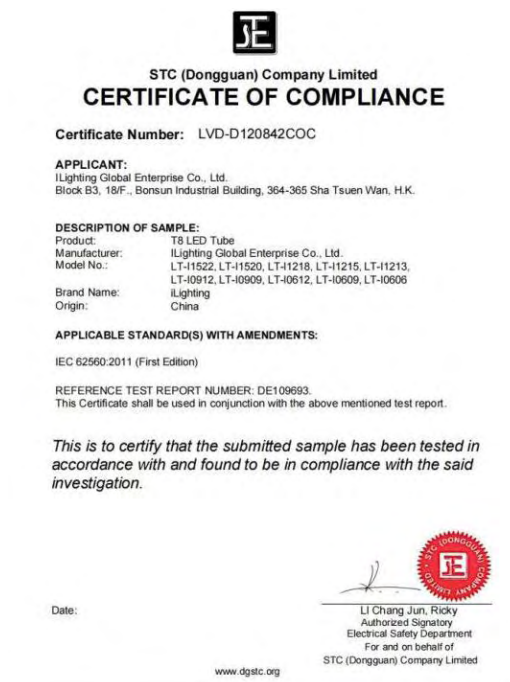 STC (Dongguan) Company Limited
CERTIFICATE OF COMPLIANCE
Certificate Number: LVD-D120842COC
APPLICANT:
ILighting Global Enterprise Co., Ltd.
Block B3, 18/F., Bonsun Industrial Building, 364-365 Sha Tsuen Wan, H.K.
DESCRIPTION OF SAMPLE:
Product: T8 LED Tube
Manufacturer: ILighting Global Enterprise Co., Ltd.
Model No.: LT-I1522, LT-I1520, LT-I1218, LT-I1215, LT-I1213,
LT-I0912, LT-I0909, LT-I0612, LT-I0609, LT-I0606
Brand Name: iLighting
Origin: China
APPLICABLE STANDARD(S) WITH AMENDMENTS:
IEC 62560:2011 (First Edition)
REFERENCE TEST REPORT NUMBER: DE109693.
This Certificate shall be used in conjunction with the above mentioned test report.
This is to certify that the submitted sample has been tested in
accordance with and found to be in compliance with the said
investigation.
STC (DONGGUAN) COMPANY LIMITED
Date:
LI Chang Jun, Ricky
Authorized Signatory
Electrical Safety Department
For and on behalf of
STC (Dongguan) Company Limited
www.dgstc.org